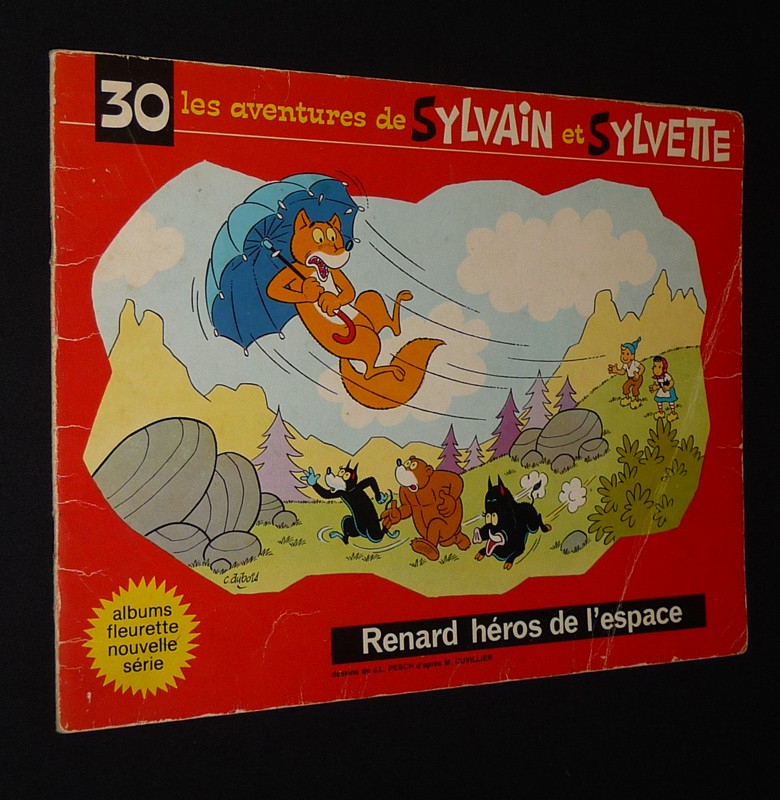 30 les aventures de SYLVAIN et SYLVETTE
C. dubois
albums
fleurette
nouvelle
série
Renard héros de l'espace
dessins de J.L. PESCH d'après M. CUVILLIER